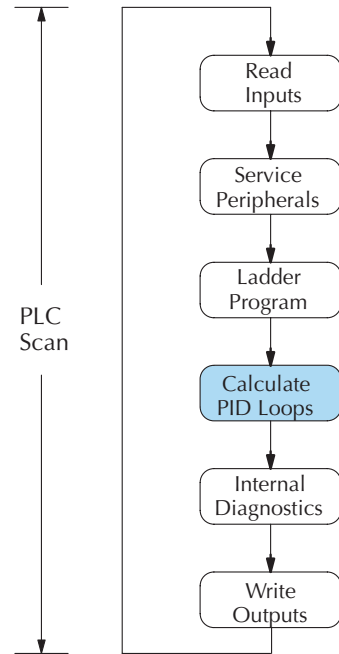 Read
Inputs
Service
Peripherals
Ladder
Program
PLC
Scan
Calculate
PID Loops
Internal
Diagnostics
Write
Outputs